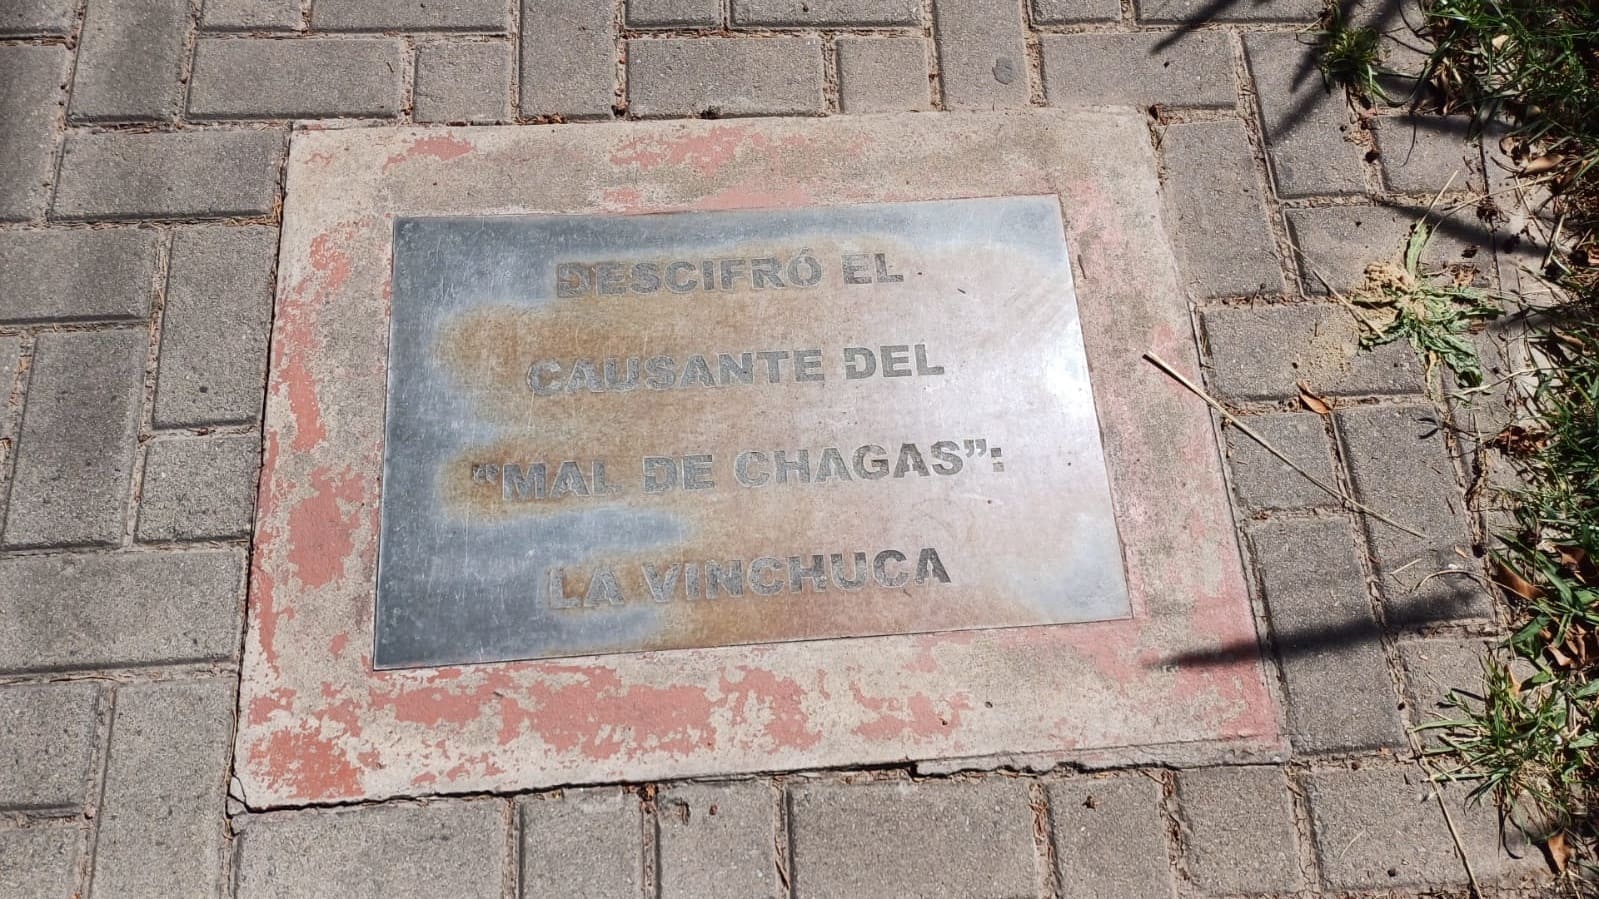 DESCIFRÓ EL
CAUSANTE DEL
"MAL DE CHAGAS":
LA VINCHUCA